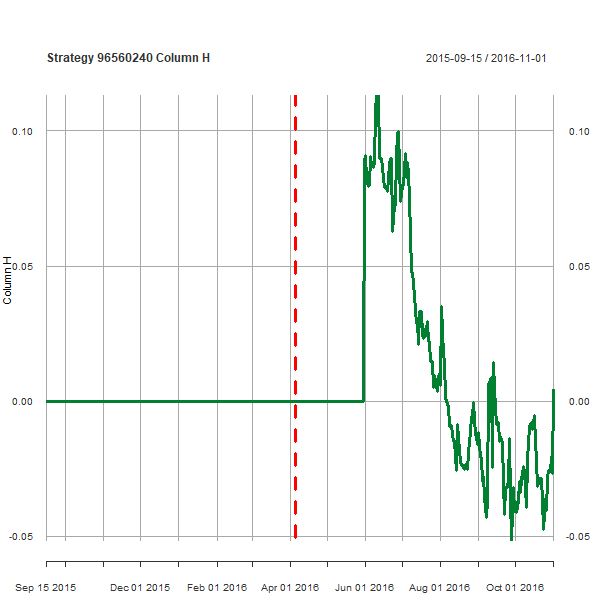 Strategy 96560240 Column H
2015-09-15 / 2016-11-01
0.10
0.10
0.05
0.05
Column H
0.00
0.00
-0.05
-0.05
Sep 15 2015
Dec 01 2015
Feb 01 2016
Apr 01 2016
Jun 01 2016
Aug 01 2016
Oct 01 2016